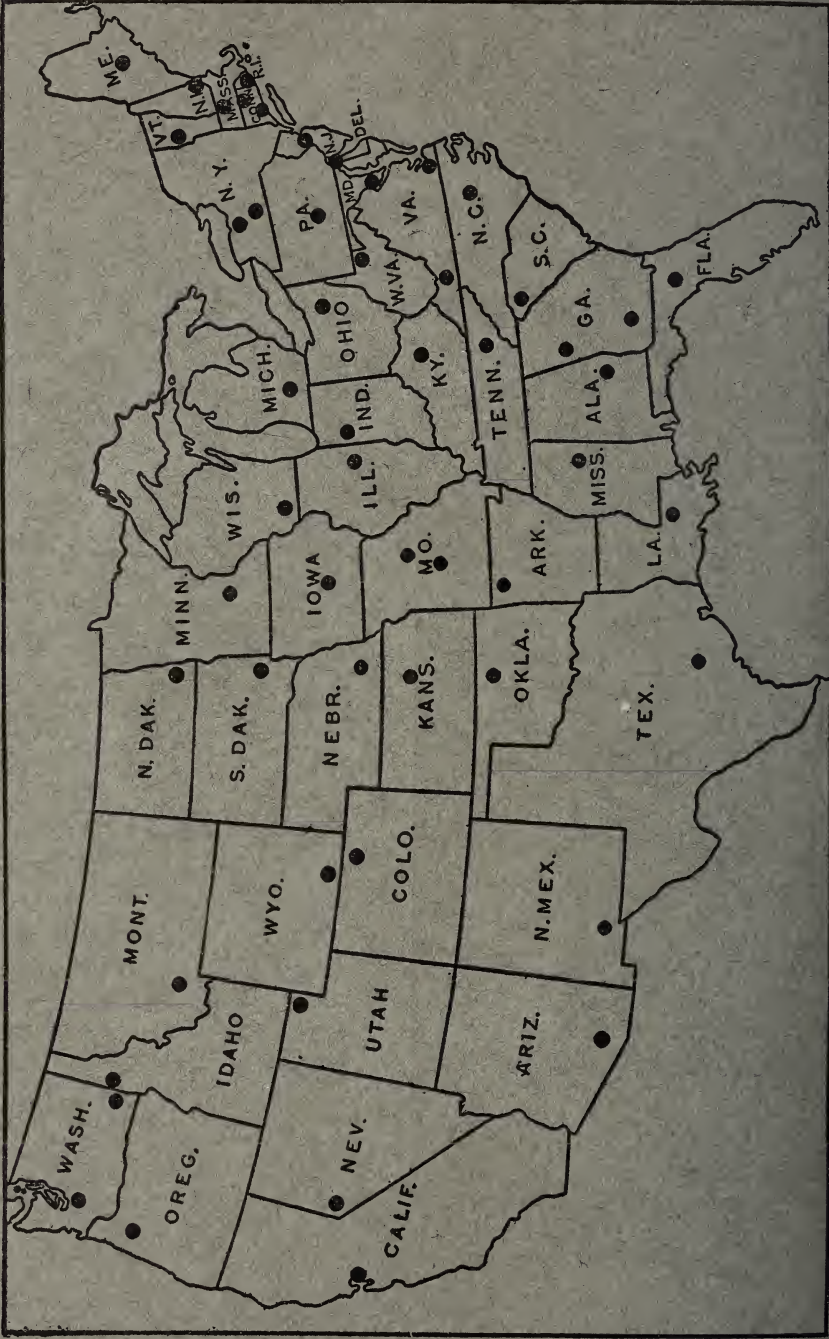 WASH.
OREG.
CALIF.
NEV.
IDAHO
MONT.
WYO.
UTAH
ARIZ.
COLO.
N.MEX.
N. DAK.
S. DAK.
NEBR.
KANS.
OKLA.
TEX.
MINN.
IOWA
MO.
ARK.
LA.
WIS.
ILL.
MICH.
IND.
OHIO
KY.
TENN.
MISS.
ALA.
GA.
FLA.
S.C.
N.C.
VA.
W.VA.
MD.
DEL.
N.J.
PA.
N.Y.
VT.
N.H.
ME.
MASS.
CONN.
R.I.